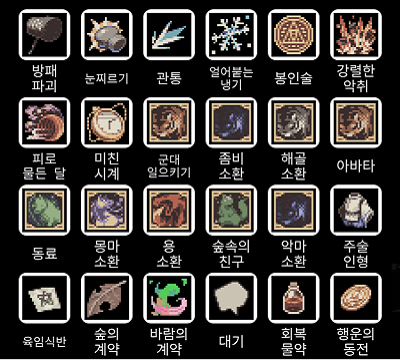 방패 눈찌르기 관통 얼어붙는 봉인술 강렬한
파괴 냉기 악취
피로 미친 군대 좀비 해골 아바타
물든 달 시계 일으키기 소환 소환
동료 몽마 용 숲속의 악마 주술
소환 소환 친구 소환 인형
육임식반 숲의 바람의 대기 회복 행운의
계약 계약 물약 동전